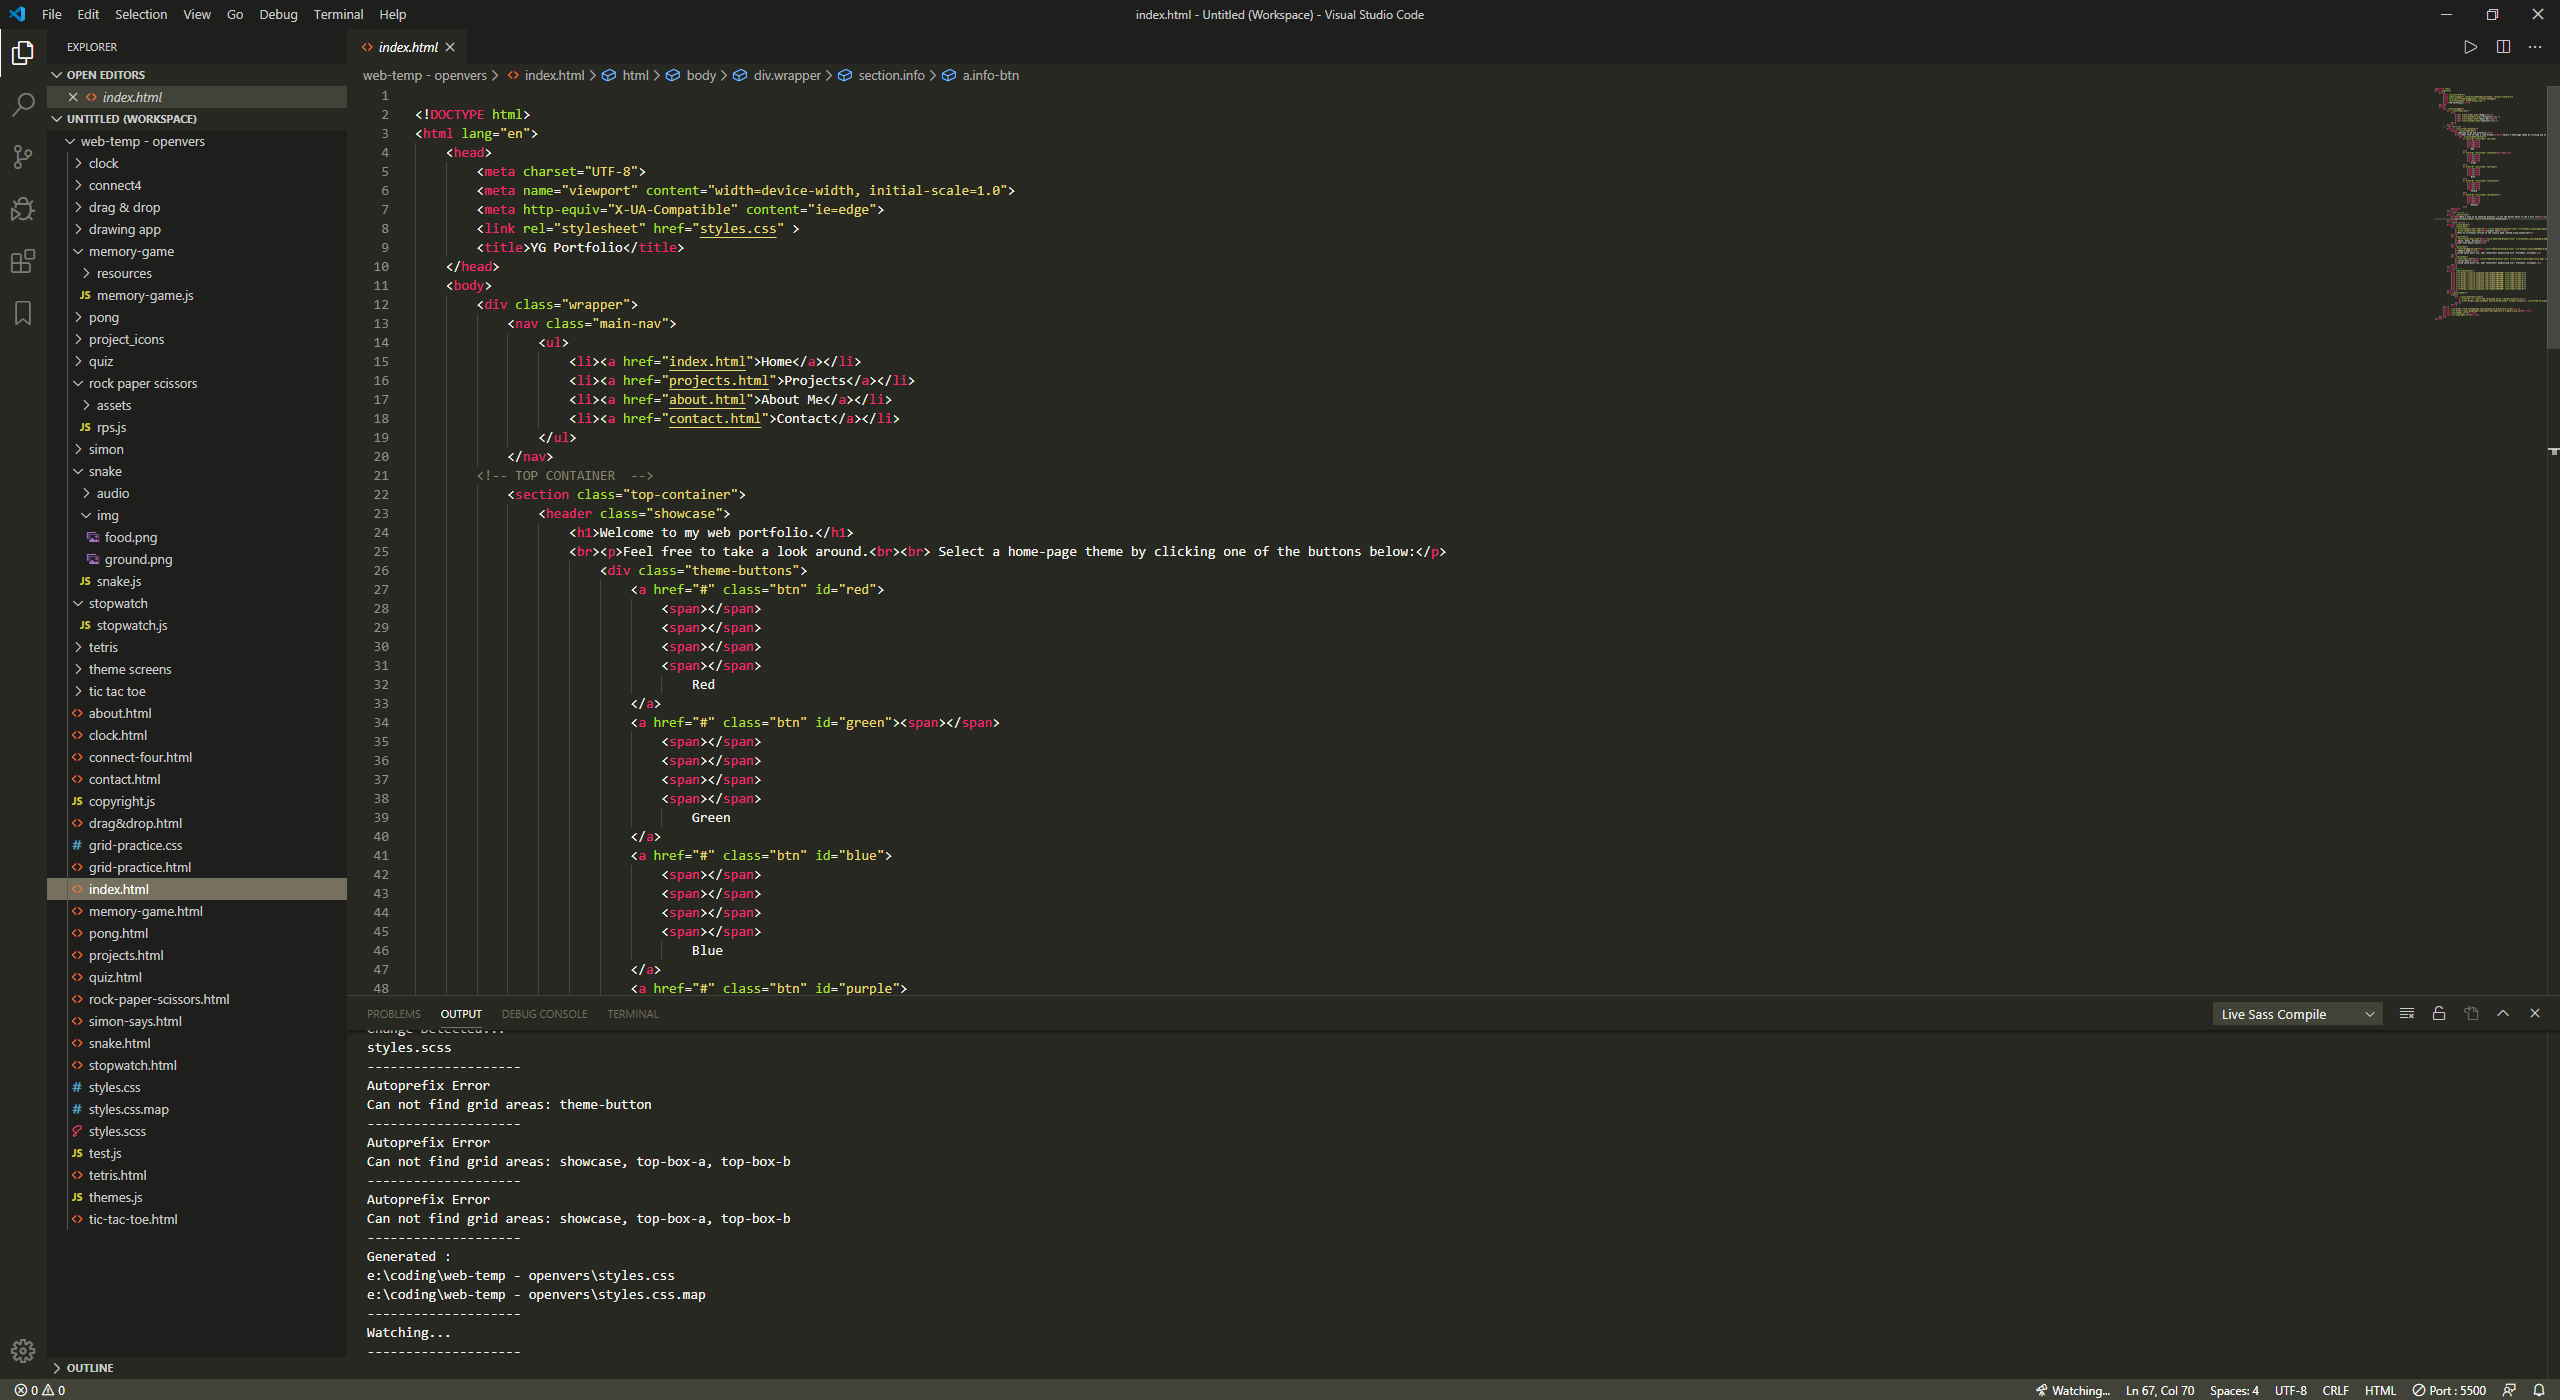 File Edit Selection View Go Debug Terminal Help
index.html - Untitled (Workspace) - Visual Studio Code
EXPLORER
OPEN EDITORS
index.html
UNTITLED (WORKSPACE)
web-temp - openvers
clock
connect4
drag & drop
drawing app
memory-game
resources
JS memory-game.js
pong
project_icons
quiz
rock paper scissors
assets
JS rps.js
simon
snake
audio
img
food.png
ground.png
JS snake.js
stopwatch
JS stopwatch.js
tetris
theme screens
tic tac toe
<> about.html
<> clock.html
<> connect-four.html
<> contact.html
JS copyright.js
<> drag&drop.html
# grid-practice.css
<> grid-practice.html
<> index.html
<> memory-game.html
<> pong.html
<> projects.html
<> quiz.html
<> rock-paper-scissors.html
<> simon-says.html
<> snake.html
<> stopwatch.html
# styles.css
# styles.css.map
styles.scss
JS test.js
<> tetris.html
JS themes.js
<> tic-tac-toe.html
OUTLINE
<> index.html
web-temp - openvers > <> index.html > html > body > div.wrapper > section.info > a.info-btn
1
2 <!DOCTYPE html>
3 <html lang="en">
4 <head>
5 <meta charset="UTF-8">
6 <meta name="viewport" content="width=device-width, initial-scale=1.0">
7 <meta http-equiv="X-UA-Compatible" content="ie=edge">
8 <link rel="stylesheet" href="styles.css" >
9 <title>YG Portfolio</title>
10 </head>
11 <body>
12 <div class="wrapper">
13 <nav class="main-nav">
14 <ul>
15 <li><a href="index.html">Home</a></li>
16 <li><a href="projects.html">Projects</a></li>
17 <li><a href="about.html">About Me</a></li>
18 <li><a href="contact.html">Contact</a></li>
19 </ul>
20 </nav>
21 <!-- TOP CONTAINER  -->
22 <section class="top-container">
23 <header class="showcase">
24 <h1>Welcome to my web portfolio.</h1>
25 <br><p>Feel free to take a look around.<br><br> Select a home-page theme by clicking one of the buttons below:</p>
26 <div class="theme-buttons">
27 <a href="#" class="btn" id="red">
28 <span></span>
29 <span></span>
30 <span></span>
31 <span></span>
32 Red
33 </a>
34 <a href="#" class="btn" id="green"><span></span>
35 <span></span>
36 <span></span>
37 <span></span>
38 <span></span>
39 Green
40 </a>
41 <a href="#" class="btn" id="blue">
42 <span></span>
43 <span></span>
44 <span></span>
45 <span></span>
46 Blue
47 </a>
48 <a href="#" class="btn" id="purple">
PROBLEMS OUTPUT DEBUG CONSOLE TERMINAL
Live Sass Compile
Change Detected...
styles.scss
--------------------
Autoprefix Error
Can not find grid areas: theme-button
--------------------
Autoprefix Error
Can not find grid areas: showcase, top-box-a, top-box-b
--------------------
Autoprefix Error
Can not find grid areas: showcase, top-box-a, top-box-b
--------------------
Generated :
e:\coding\web-temp - openvers\styles.css
e:\coding\web-temp - openvers\styles.css.map
--------------------
Watching...
--------------------
0 0
Watching... Ln 67, Col 70 Spaces: 4 UTF-8 CRLF HTML Port : 5500